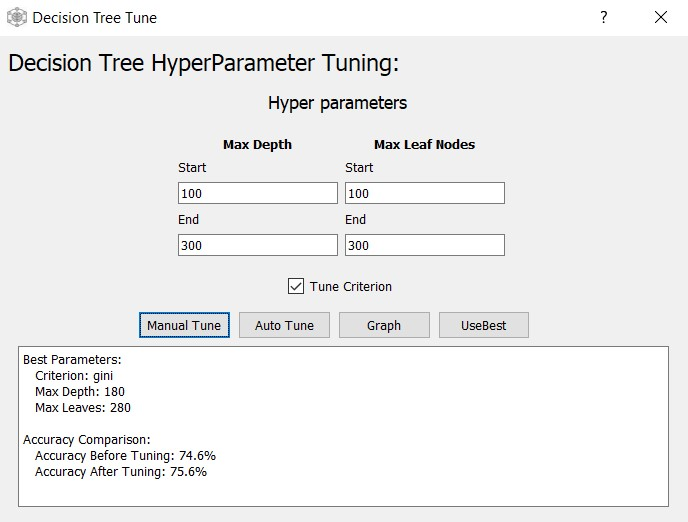 Decision Tree Tune
?
Decision Tree HyperParameter Tuning:
Hyper parameters
Max Depth Max Leaf Nodes
Start Start
100 100
End End
300 300
Tune Criterion
Manual Tune Auto Tune Graph UseBest
Best Parameters:
Criterion: gini
Max Depth: 180
Max Leaves: 280
Accuracy Comparison:
Accuracy Before Tuning: 74.6%
Accuracy After Tuning: 75.6%